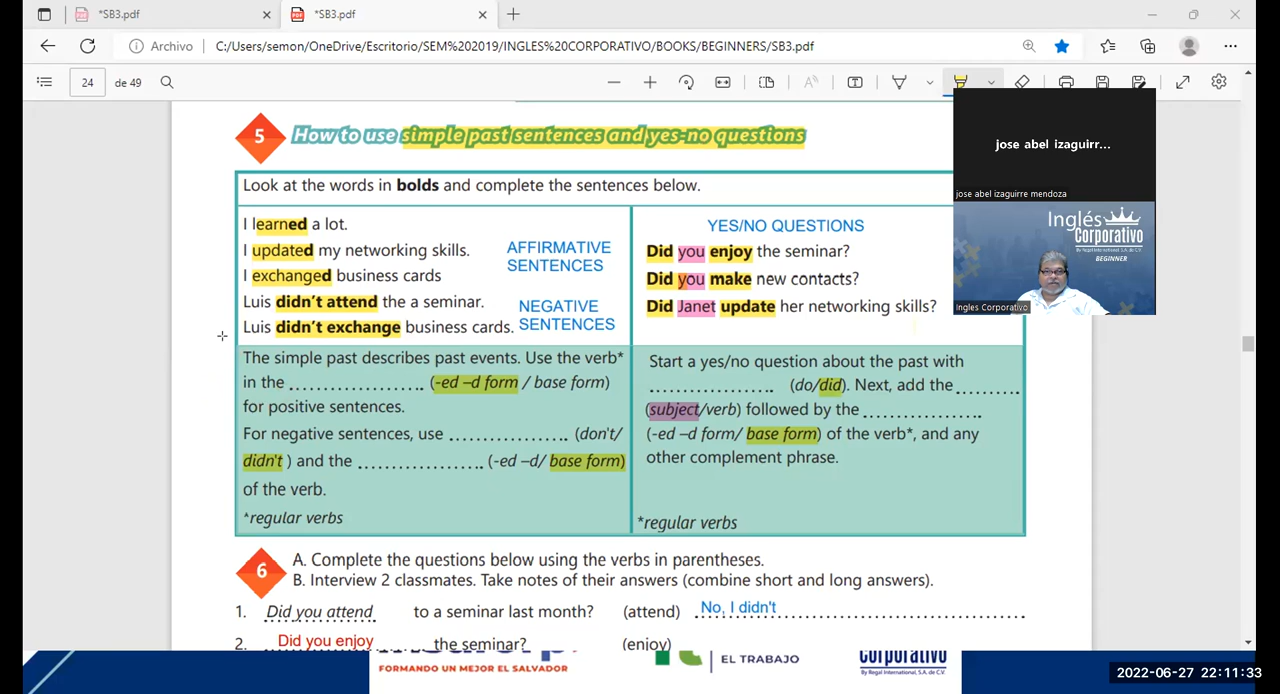 *SB3.pdf
*SB3.pdf
Archivo
C:/Users/semon/OneDrive/Escritorio/SEM%202019/INGLES%20CORPORATIVO/BOOKS/BEGINNERS/SB3.pdf
24 de 49
5 How to use simple past sentences and yes-no questions
Look at the words in bolds and complete the sentences below.
I learned a lot.
I updated my networking skills.
I exchanged business cards
Luis didn't attend the a seminar.
Luis didn't exchange business cards.
AFFIRMATIVE
SENTENCES
NEGATIVE
SENTENCES
YES/NO QUESTIONS
Did you enjoy the seminar?
Did you make new contacts?
Did Janet update her networking skills?
The simple past describes past events. Use the verb*
in the ..................... (-ed –d form / base form)
for positive sentences.
For negative sentences, use .................. (don't/
didn't ) and the ................... (-ed –d/ base form)
of the verb.
*regular verbs
Start a yes/no question about the past with
................... (do/did). Next, add the ..........
(subject/verb) followed by the ..................
(-ed –d form/ base form) of the verb*, and any
other complement phrase.
*regular verbs
6 A. Complete the questions below using the verbs in parentheses.
B. Interview 2 classmates. Take notes of their answers (combine short and long answers).
1. Did you attend to a seminar last month? (attend) No, I didn't
2. Did you enjoy the seminar? (enjoy)
jose abel izaguirr...
jose abel izaguirre mendoza
Inglés
Corporativo
By Regal International, S.A. de C.V.
BEGINNER
Ingles Corporativo
FORMANDO UN MEJOR EL SALVADOR
EL TRABAJO
corporativo
By Regal International, S.A. de C.V.
2022-06-27 22:11:33